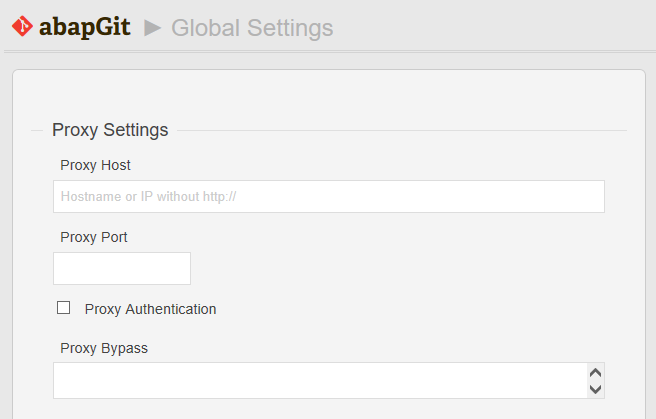 abapGit ▶ Global Settings
Proxy Settings
Proxy Host
Hostname or IP without http://
Proxy Port
Proxy Authentication
Proxy Bypass